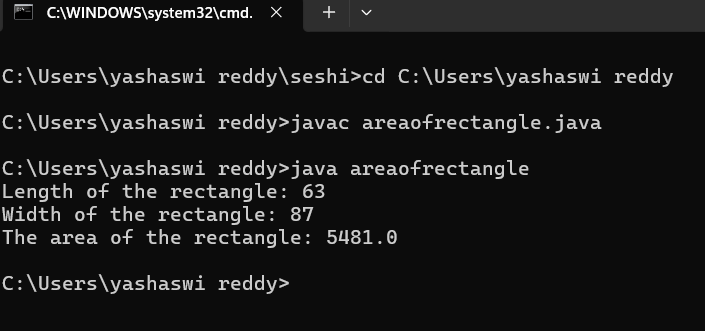 C:\WINDOWS\system32\cmd.
C:\Users\yashaswi reddy\seshi>cd C:\Users\yashaswi reddy
C:\Users\yashaswi reddy>javac areaofrectangle.java
C:\Users\yashaswi reddy>java areaofrectangle
Length of the rectangle: 63
Width of the rectangle: 87
The area of the rectangle: 5481.0
C:\Users\yashaswi reddy>